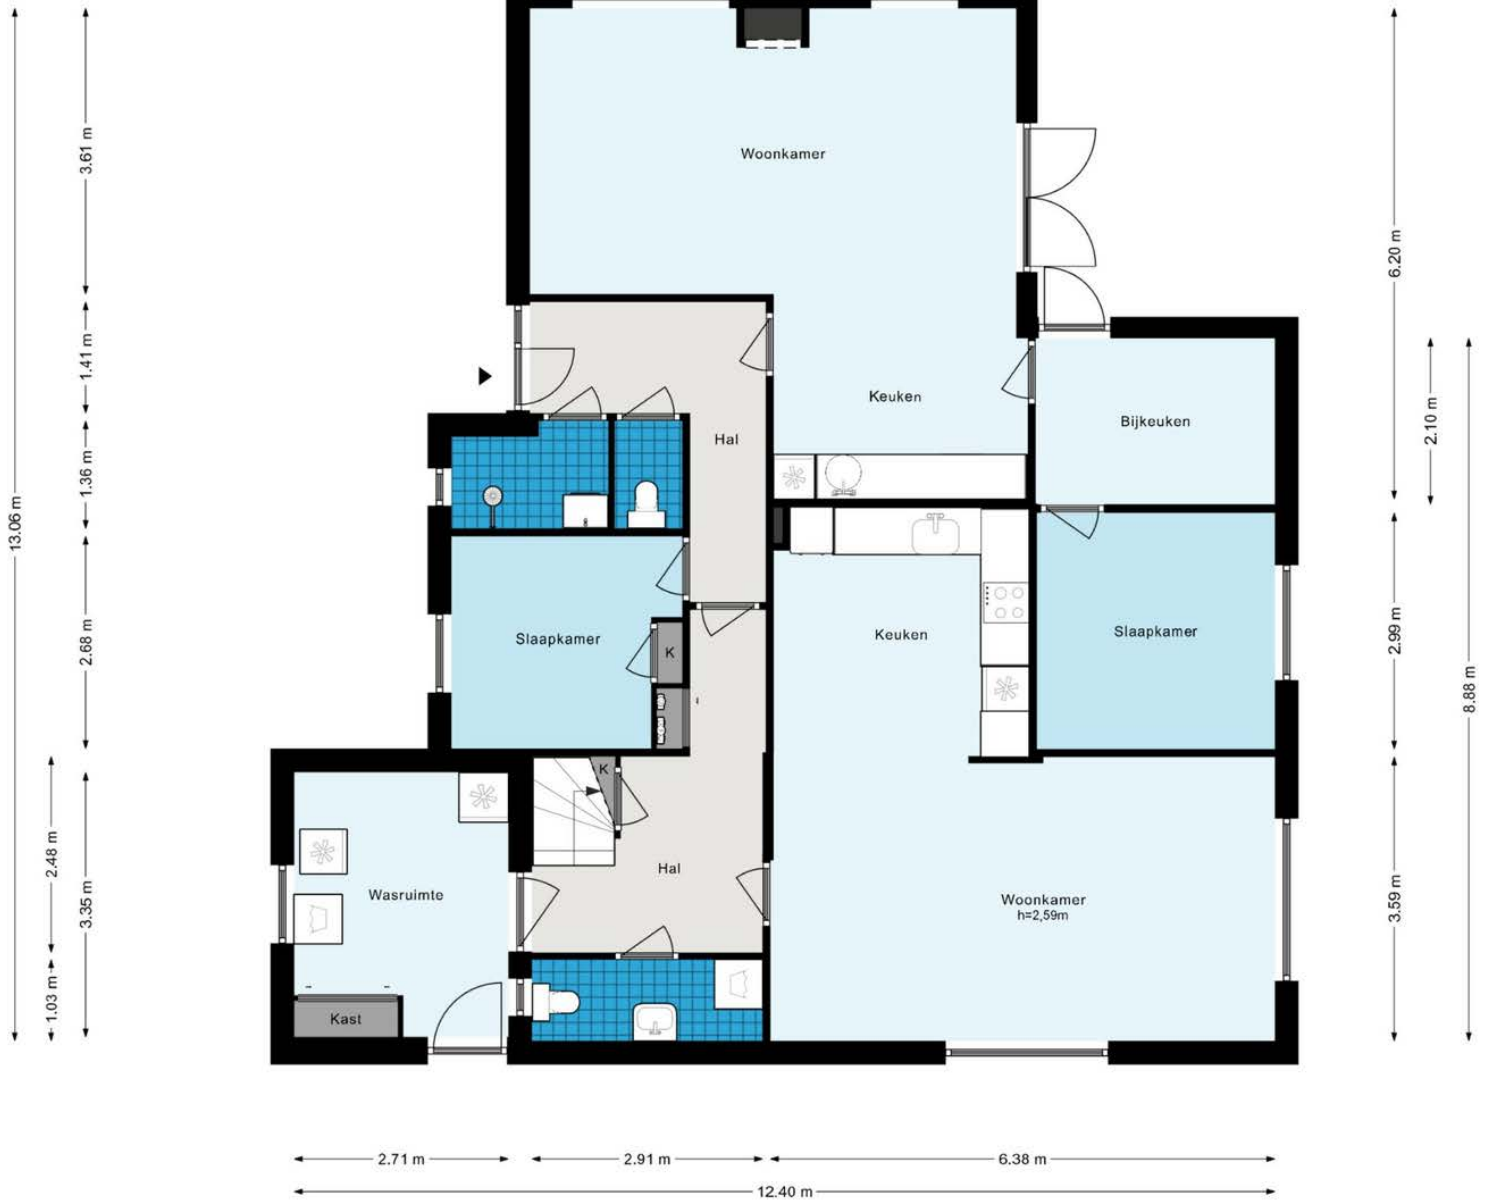 3.61 m
Woonkamer
6.20 m
1.41 m
Keuken
Bijkeuken
2.10 m
Hal
1.36 m
13.06 m
2.68 m
Slaapkamer
K
Keuken
Slaapkamer
2.99 m
8.88 m
K
2.48 m
3.35 m
Wasruimte
Hal
Woonkamer
h=2,59m
3.59 m
1.03 m
Kast
2.71 m
2.91 m
6.38 m
12.40 m